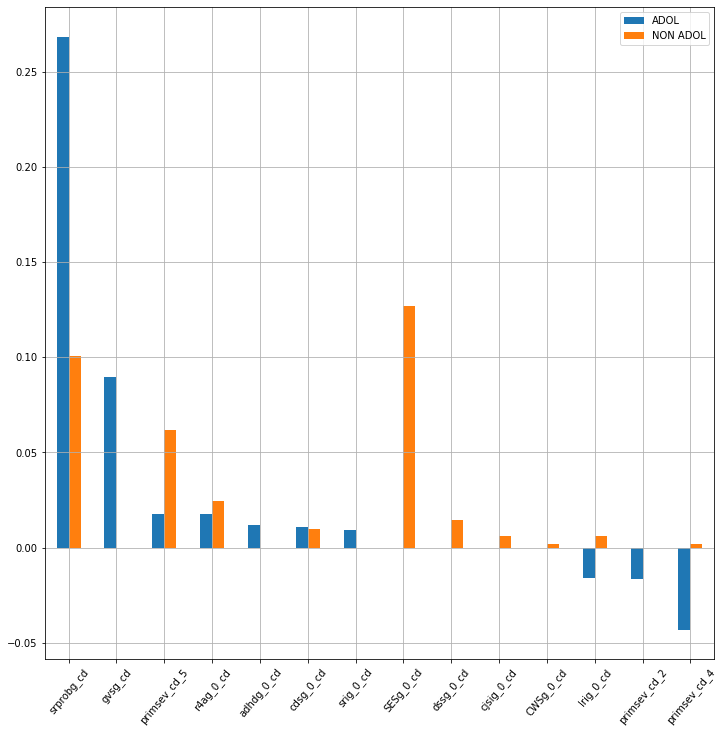 ADOL
NON ADOL
0.25
0.20
0.15
0.10
0.05
0.00
−0.05
srprobg_cd
gvsg_cd
primsev_cd_5
r4ag_0_cd
adhdg_0_cd
cdsg_0_cd
srig_0_cd
SESg_0_cd
dssg_0_cd
cjsig_0_cd
CWSg_0_cd
lrig_0_cd
primsev_cd_2
primsev_cd_4